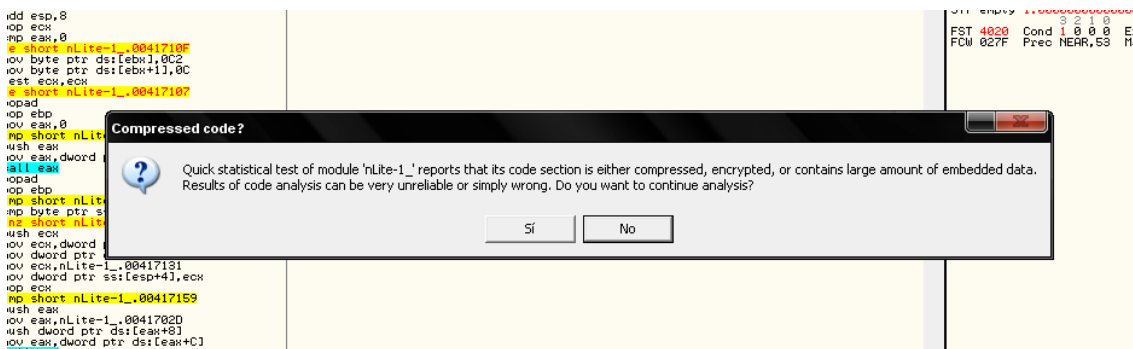 add esp,8
pop ecx
cmp eax,0
e short nLite-1_.0041710F
mov byte ptr ds:[ebx],0C2
mov byte ptr ds:[ebx+1],0C
test ecx,ecx
e short nLite-1_.00417107
popad
pop ebp
mov eax,0
mp short nLit
push eax
mov eax,dword
call eax
popad
pop ebp
mp short nLit
cmp byte ptr s
nz short nLit
push ecx
mov ecx,dword
mov dword ptr
mov ecx,nLite-1_.00417131
mov dword ptr ss:[esp+4],ecx
pop ecx
mp short nLite-1_.00417159
push eax
mov eax,nLite-1_.0041702D
push dword ptr ds:[eax+8]
mov eax,dword ptr ds:[eax+C]
Compressed code?
Quick statistical test of module 'nLite-1_' reports that its code section is either compressed, encrypted, or contains large amount of embedded data.
Results of code analysis can be very unreliable or simply wrong. Do you want to continue analysis?
Sí
No
empty
3 2 1 0
FST 4020 Cond 1 0 0 0 E
FCW 027F Prec NEAR,53 M